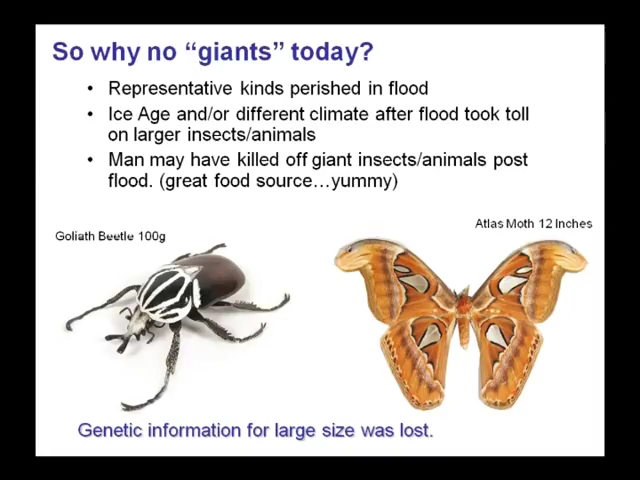 So why no “giants” today?
• Representative kinds perished in flood
• Ice Age and/or different climate after flood took toll
on larger insects/animals
• Man may have killed off giant insects/animals post
flood. (great food source…yummy)
Atlas Moth 12 Inches
Goliath Beetle 100g
Genetic information for large size was lost.